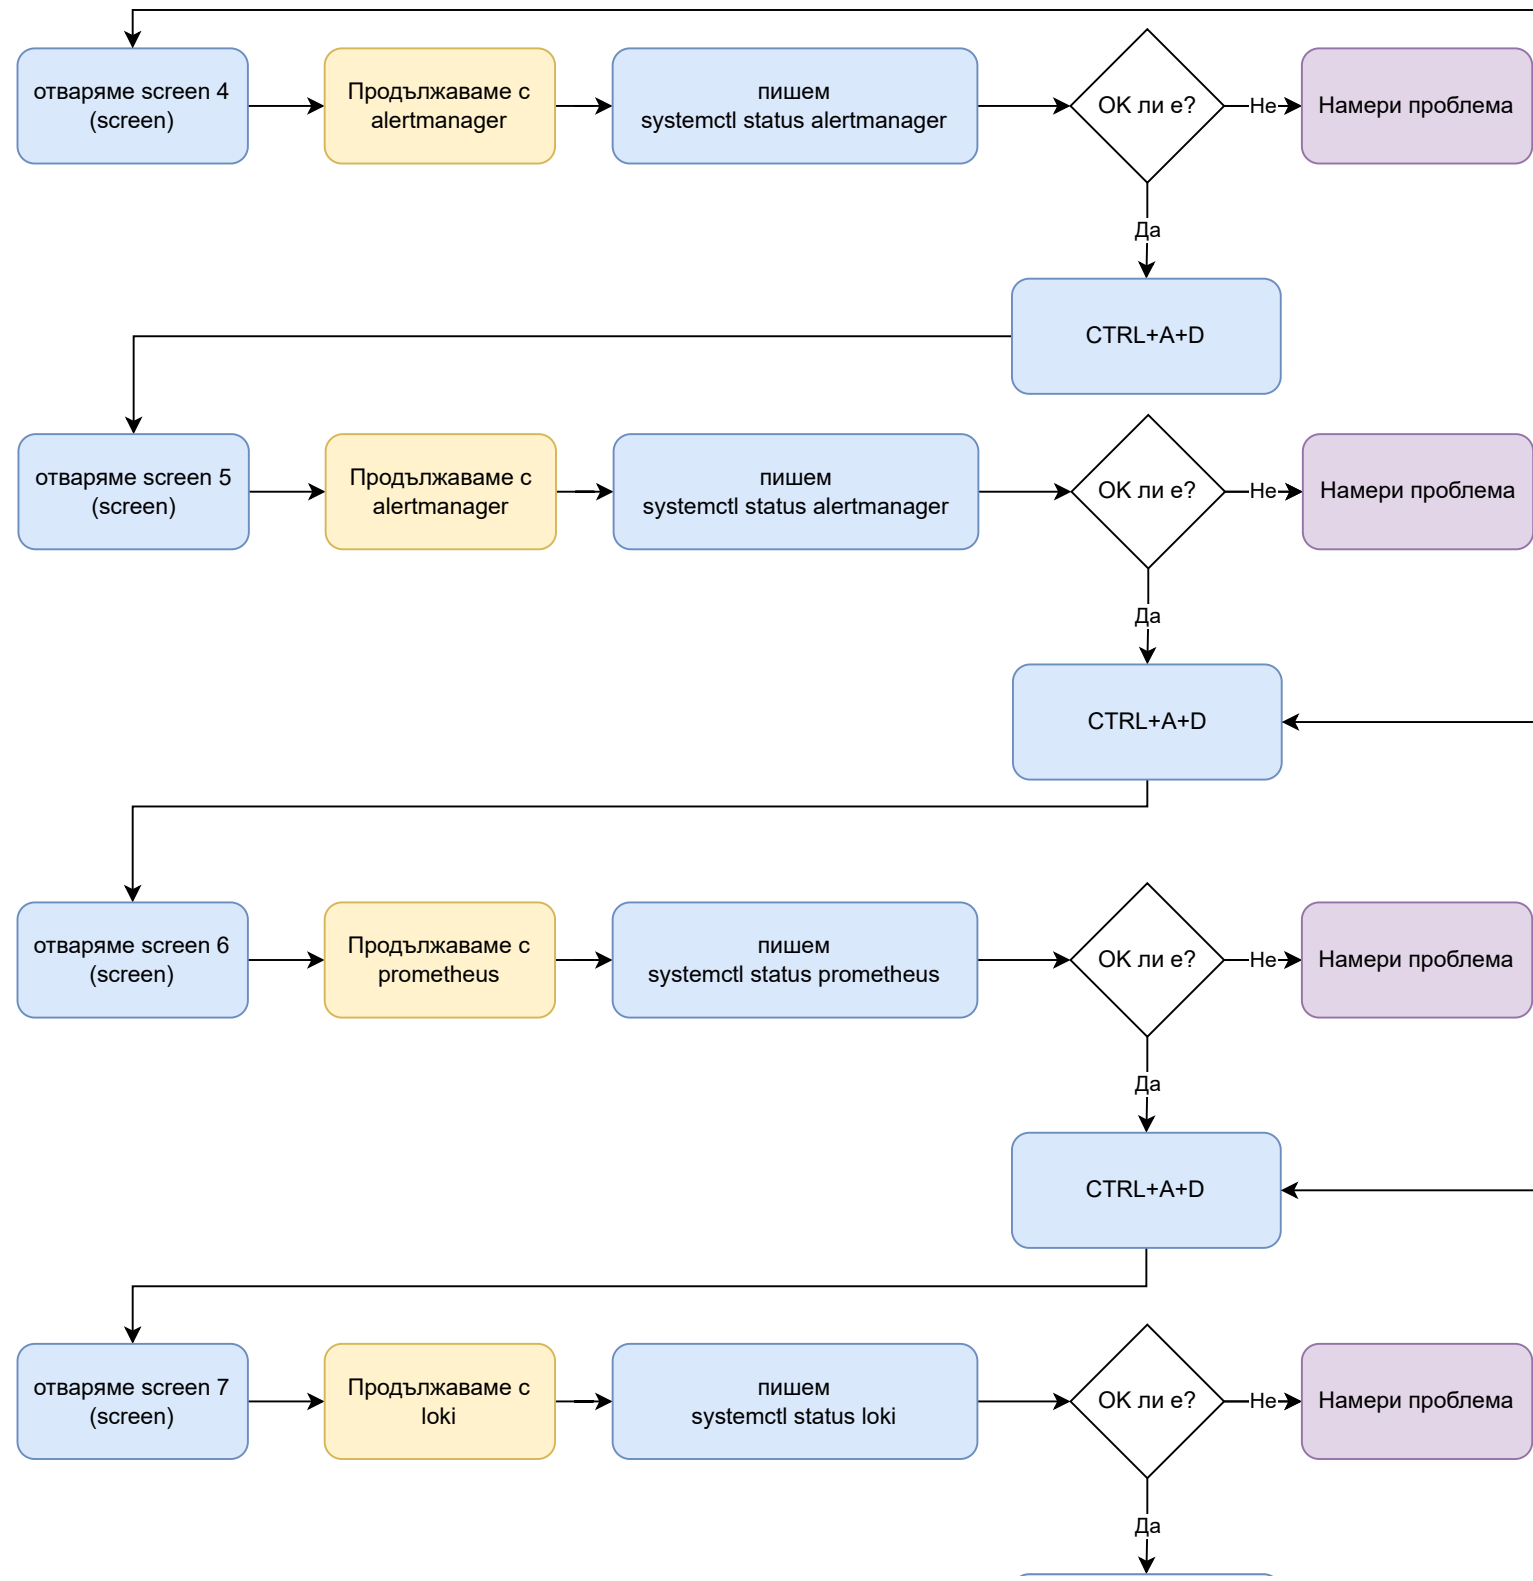 отваряме screen 4
(screen)
Продължаваме с
alertmanager
пишем
systemctl status alertmanager
OK ли е?
Не
Намери проблема
Да
CTRL+A+D
отваряме screen 5
(screen)
Продължаваме с
alertmanager
пишем
systemctl status alertmanager
OK ли е?
Не
Намери проблема
Да
CTRL+A+D
отваряме screen 6
(screen)
Продължаваме с
prometheus
пишем
systemctl status prometheus
OK ли е?
Не
Намери проблема
Да
CTRL+A+D
отваряме screen 7
(screen)
Продължаваме с
loki
пишем
systemctl status loki
OK ли е?
Не
Намери проблема
Да